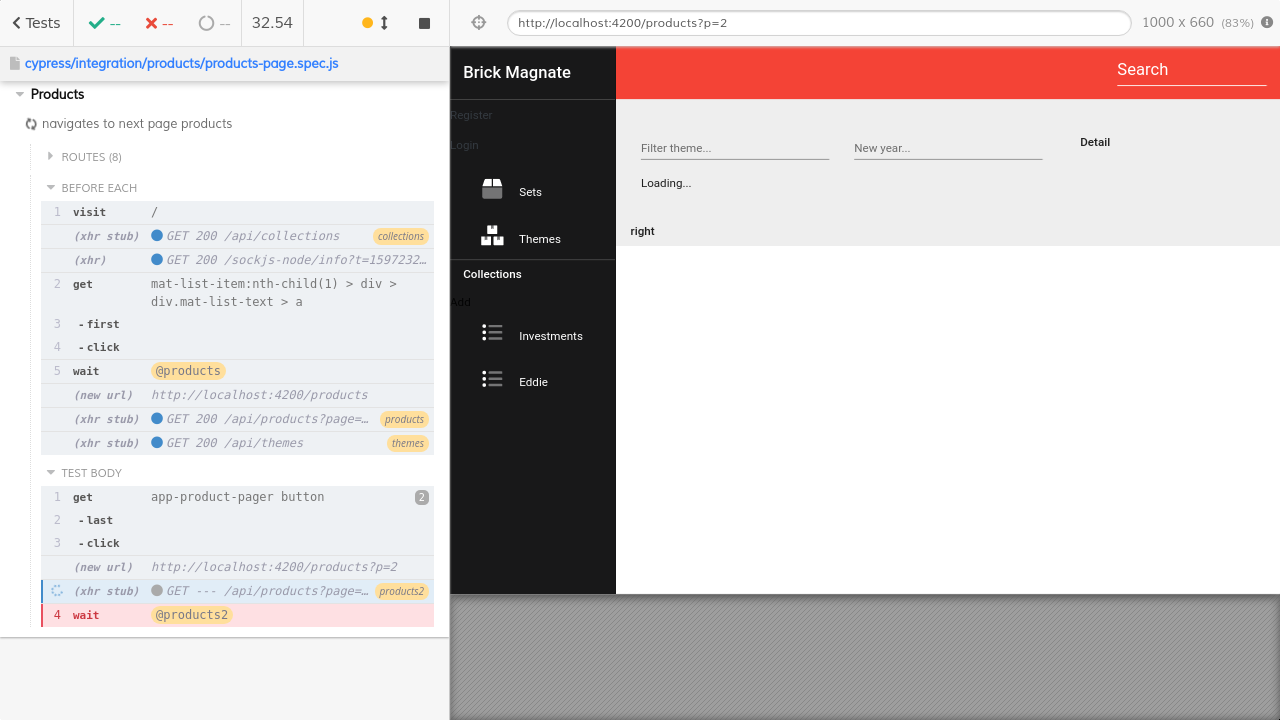 Tests
--
--
--
32.54
cypress/integration/products/products-page.spec.js
Products
navigates to next page products
ROUTES (8)
BEFORE EACH
1 visit /
(xhr stub) GET 200 /api/collections collections
(xhr) GET 200 /sockjs-node/info?t=1597232…
2 get mat-list-item:nth-child(1) > div >
div.mat-list-text > a
3 - first
4 - click
5 wait @products
(new url) http://localhost:4200/products
(xhr stub) GET 200 /api/products?page=… products
(xhr stub) GET 200 /api/themes themes
TEST BODY
1 get app-product-pager button 2
2 - last
3 - click
(new url) http://localhost:4200/products?p=2
(xhr stub) GET --- /api/products?page=… products2
4 wait @products2
http://localhost:4200/products?p=2
1000 x 660 (83%)
Brick Magnate
Search
Register
Login
Sets
Themes
Collections
Add
Investments
Eddie
Filter theme...
New year...
Detail
Loading...
right